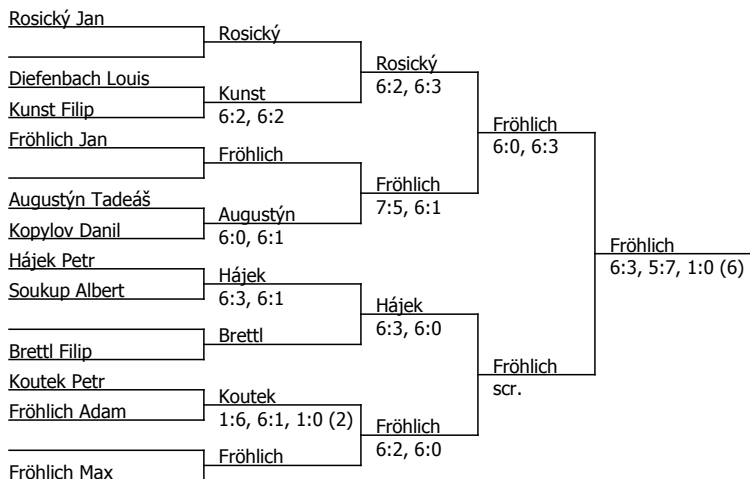 Rosický Jan
Diefenbach Louis
Kunst Filip
Fröhlich Jan
Augustýn Tadeáš
Kopylov Danil
Hájek Petr
Soukup Albert
Brettl Filip
Koutek Petr
Fröhlich Adam
Fröhlich Max
Rosický
Kunst
6:2, 6:2
Fröhlich
Augustýn
6:0, 6:1
Hájek
6:3, 6:1
Brettl
Koutek
1:6, 6:1, 1:0 (2)
Fröhlich
Rosický
6:2, 6:3
Fröhlich
7:5, 6:1
Hájek
6:3, 6:0
Fröhlich
6:2, 6:0
Fröhlich
6:0, 6:3
Fröhlich
scr.
Fröhlich
6:3, 5:7, 1:0 (6)